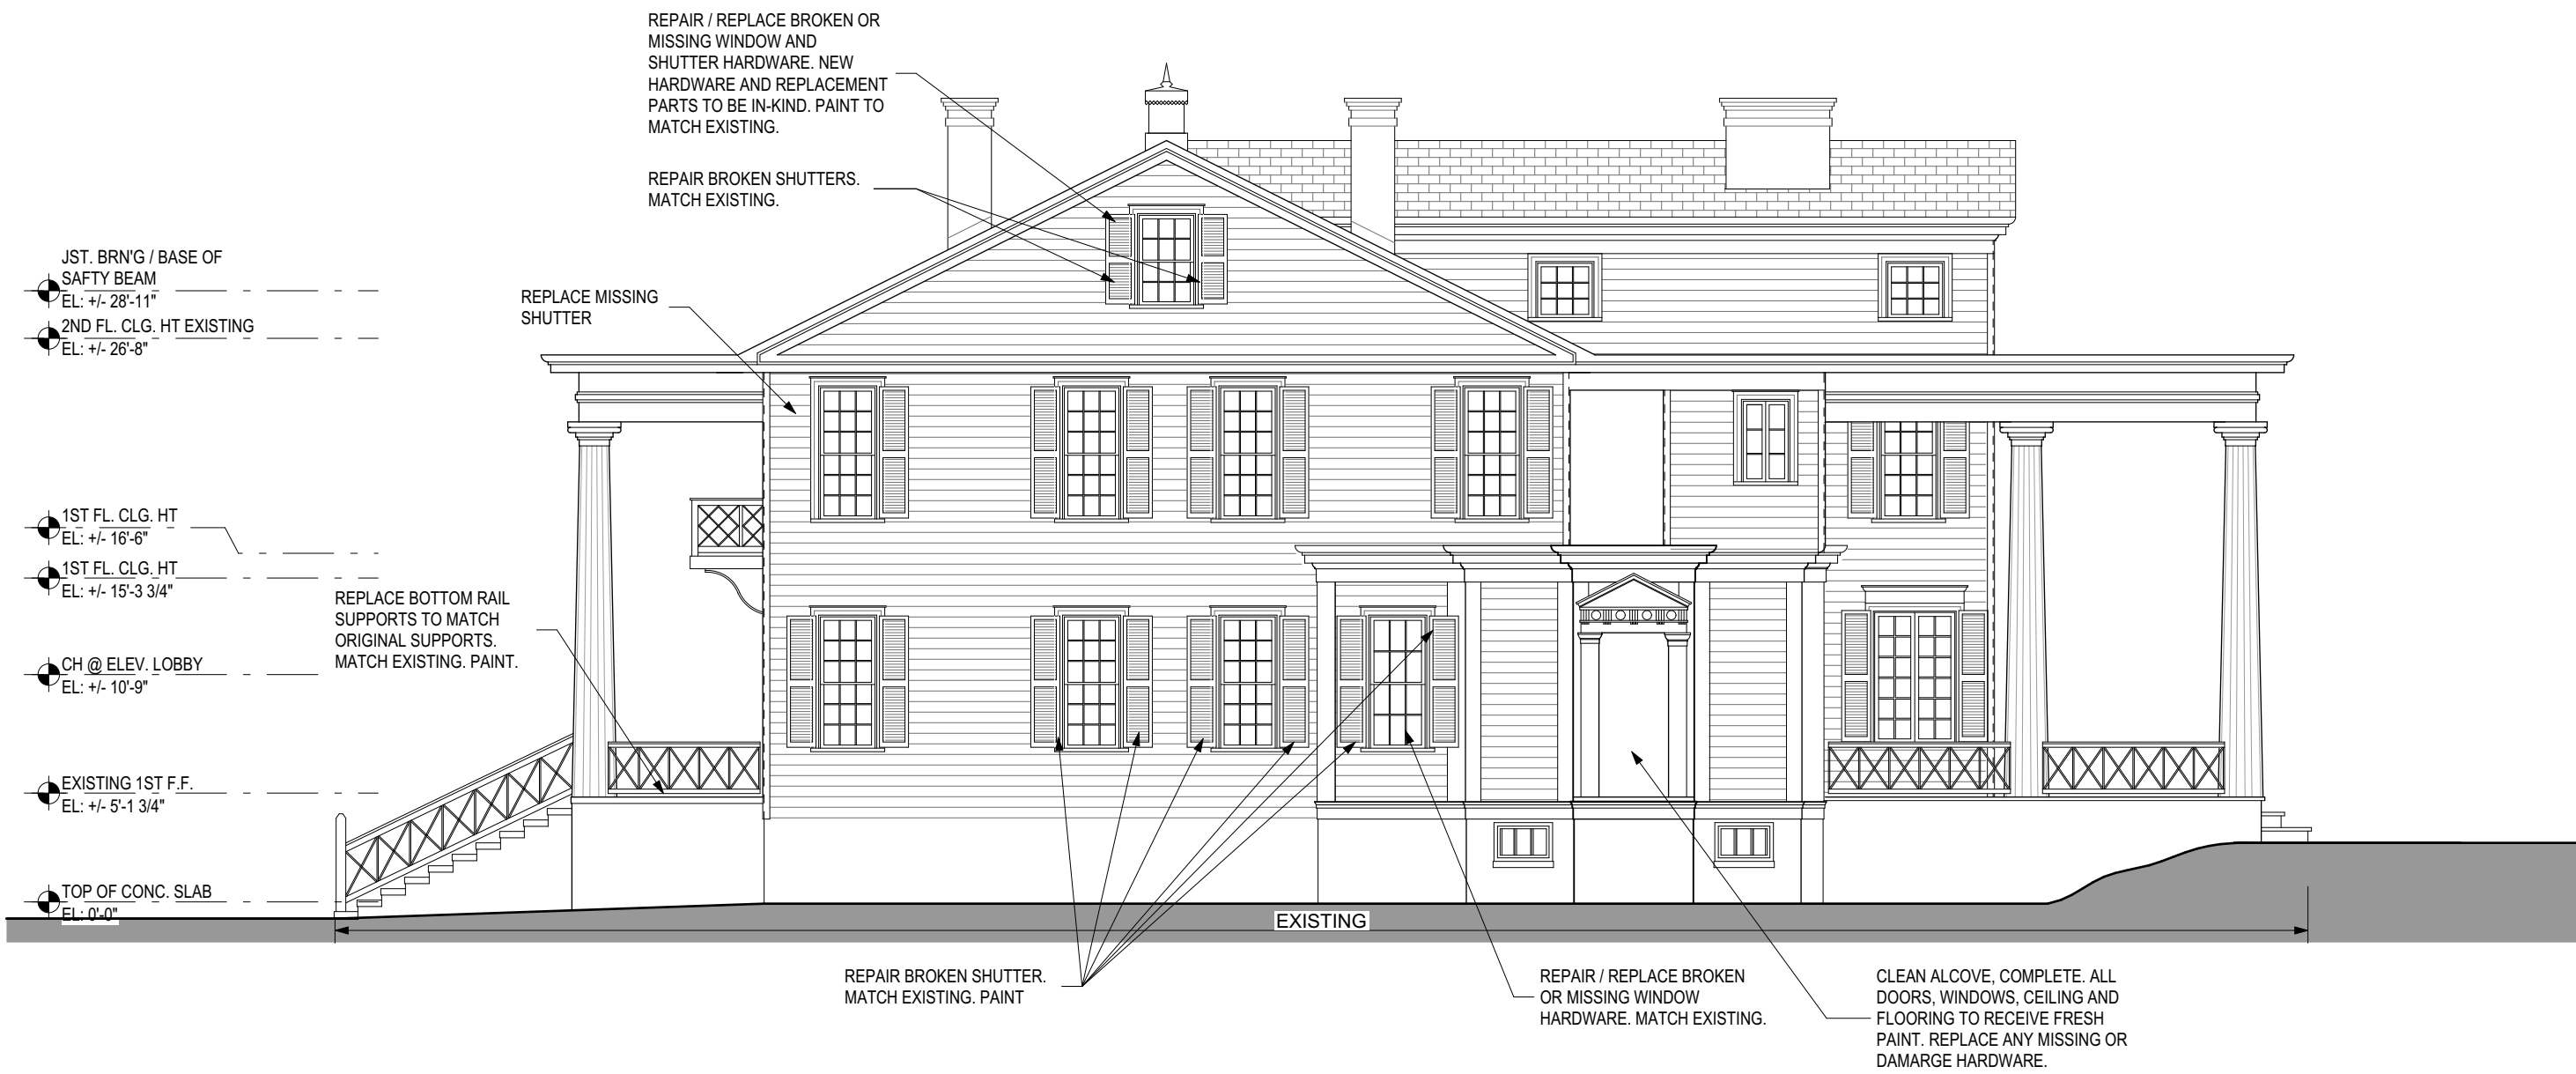 REPAIR / REPLACE BROKEN OR
MISSING WINDOW AND
SHUTTER HARDWARE. NEW
HARDWARE AND REPLACEMENT
PARTS TO BE IN-KIND. PAINT TO
MATCH EXISTING.
REPAIR BROKEN SHUTTERS.
MATCH EXISTING.
JST. BRN'G / BASE OF
SAFTY BEAM
EL: +/- 28'-11"
2ND FL. CLG. HT EXISTING
EL: +/- 26'-8"
REPLACE MISSING
SHUTTER
1ST FL. CLG. HT
EL: +/- 16'-6"
1ST FL. CLG. HT
EL: +/- 15'-3 3/4"
REPLACE BOTTOM RAIL
SUPPORTS TO MATCH
ORIGINAL SUPPORTS.
MATCH EXISTING. PAINT.
CH @ ELEV. LOBBY
EL: +/- 10'-9"
EXISTING 1ST F.F.
EL: +/- 5'-1 3/4"
TOP OF CONC. SLAB
EL: 0'-0"
EXISTING
REPAIR BROKEN SHUTTER.
MATCH EXISTING. PAINT
REPAIR / REPLACE BROKEN
OR MISSING WINDOW
HARDWARE. MATCH EXISTING.
CLEAN ALCOVE, COMPLETE. ALL
DOORS, WINDOWS, CEILING AND
FLOORING TO RECEIVE FRESH
PAINT. REPLACE ANY MISSING OR
DAMARGE HARDWARE.